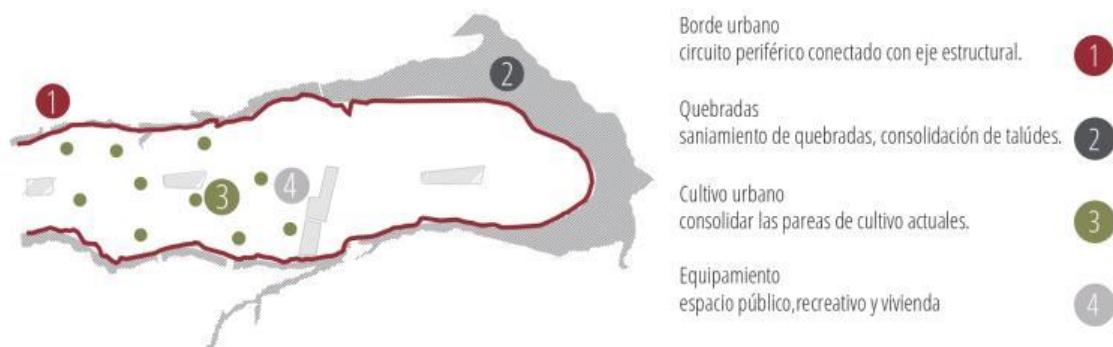 1
2
3
4
Borde urbano
circuito periférico conectado con eje estructural.
1
Quebradas
saniamiento de quebradas, consolidación de talúdes.
2
Cultivo urbano
consolidar las pareas de cultivo actuales.
3
Equipamiento
espacio público,recreativo y vivienda
4